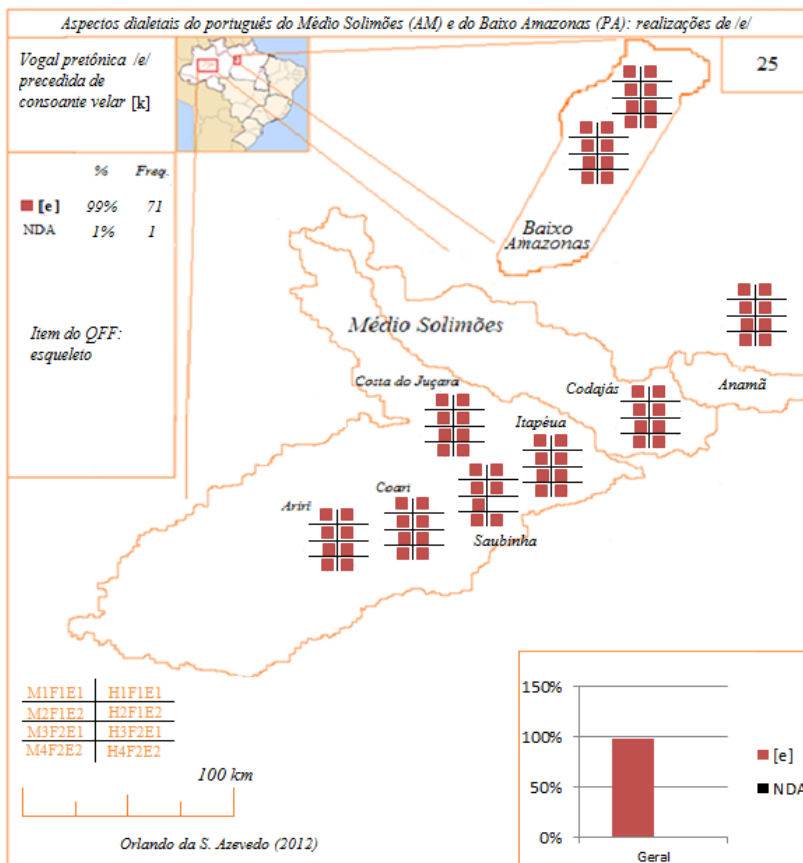 Aspectos dialetais do português do Médio Solimões (AM) e do Baixo Amazonas (PA): realizações de /e/
Vogal pretônica /e/
precedida de
consoante velar [k]
25
% Freq.
[e] 99% 71
NDA 1% 1
Item do QFF:
esqueleto
Baixo
Amazonas
Médio Solimões
Costa do Juçara
Codajás
Anamã
Itapéua
Coari
Ariri
Saubinha
M1F1E1 H1F1E1
M2F1E2 H2F1E2
M3F2E1 H3F2E1
M4F2E2 H4F2E2
100 km
Orlando da S. Azevedo (2012)
150%
100%
50%
0%
Geral
[e]
NDA